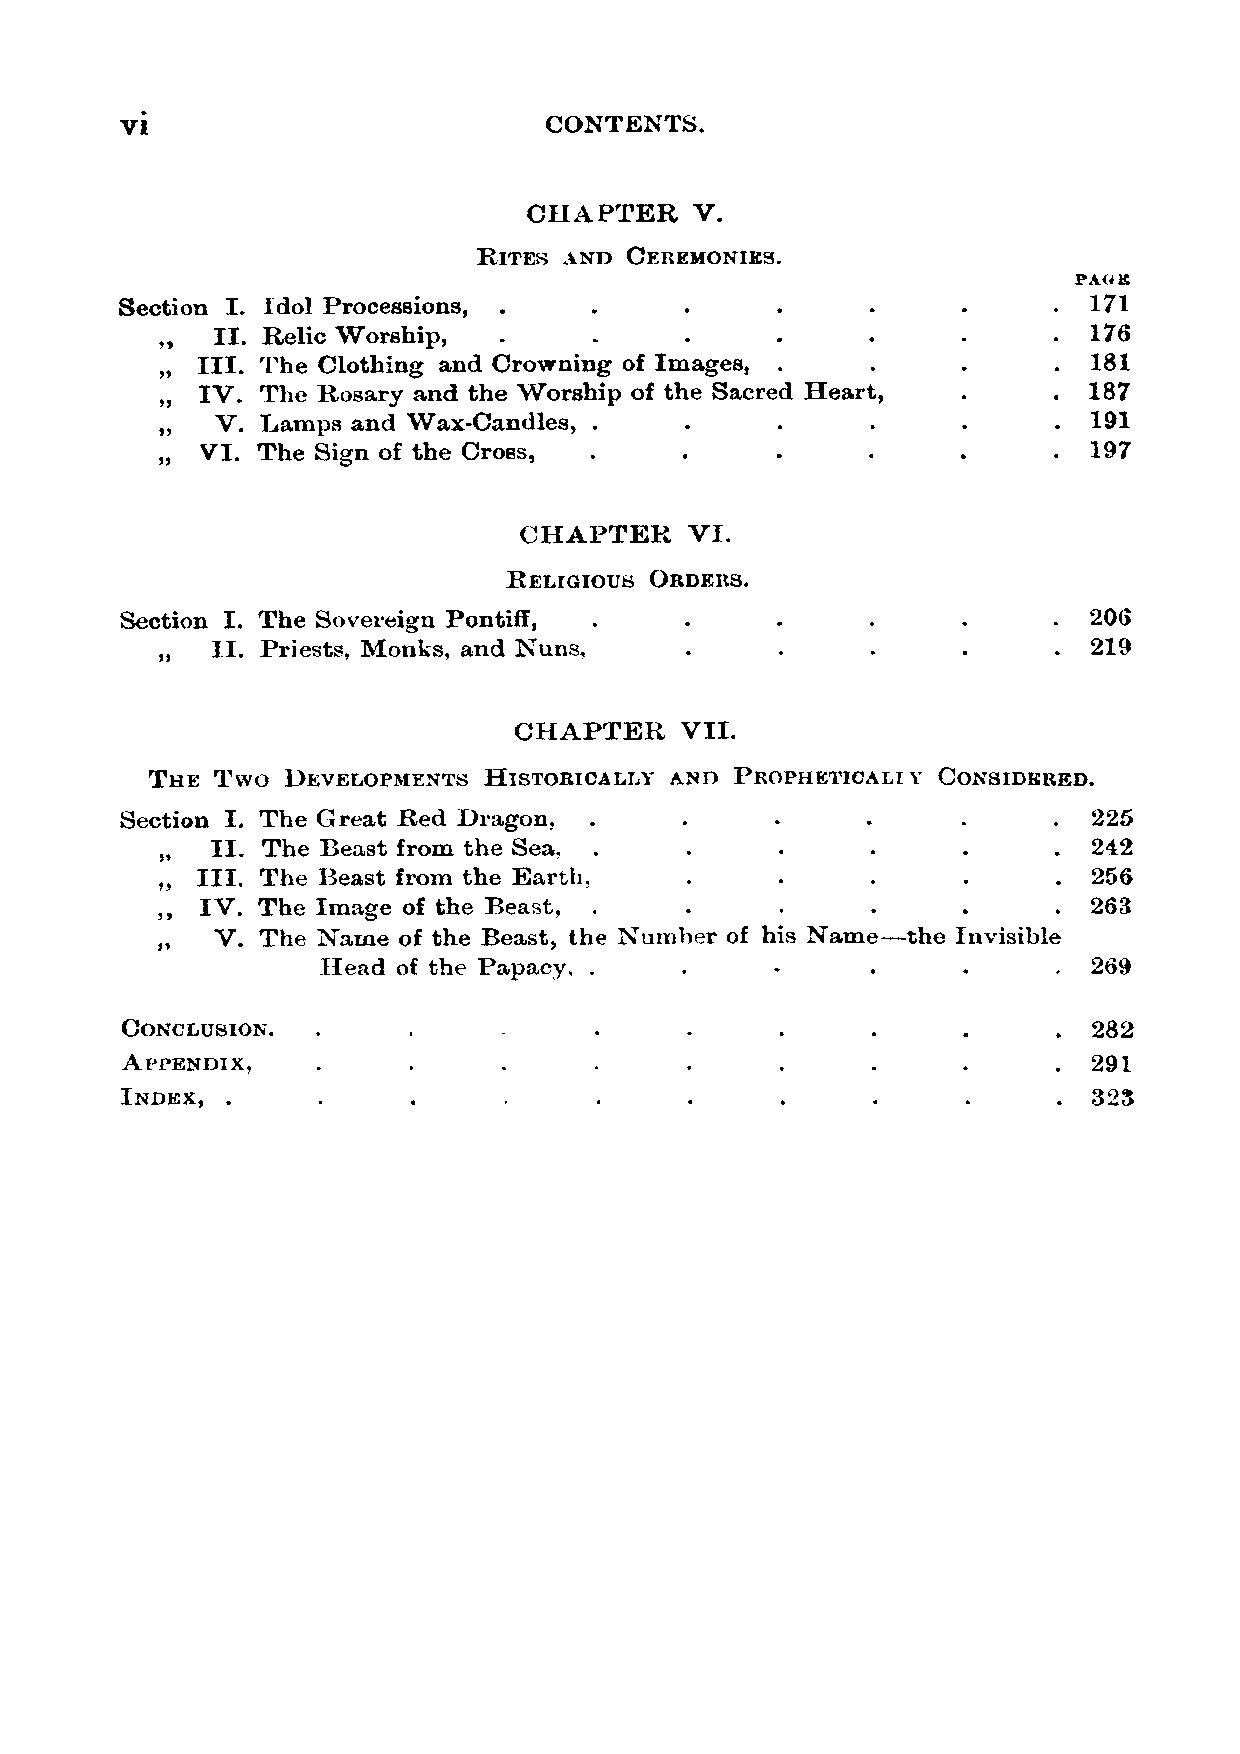 vi CONTENTS.
CHAPTER V.
RITES AND CEREMONIES.
PAGE
Section I. Idol Processions, . . . . . . . 171
„ II. Relic Worship, . . . . . . . 176
„ III. The Clothing and Crowning of Images, . . . . 181
„ IV. The Rosary and the Worship of the Sacred Heart, . . 187
„ V. Lamps and Wax-Candles, . . . . . . 191
„ VI. The Sign of the Cross, . . . . . . 197
CHAPTER VI.
RELIGIOUS ORDERS.
Section I. The Sovereign Pontiff, . . . . . . 206
„ II. Priests, Monks, and Nuns, . . . . . 219
CHAPTER VII.
THE TWO DEVELOPMENTS HISTORICALLY AND PROPHETICALLY CONSIDERED.
Section I. The Great Red Dragon, . . . . . . 225
„ II. The Beast from the Sea, . . . . . . 242
„ III. The Beast from the Earth, . . . . . 256
„ IV. The Image of the Beast, . . . . . . 263
„ V. The Name of the Beast, the Number of his Name—the Invisible
Head of the Papacy, . . . . . . 269
CONCLUSION. . . . . . . . . . 282
APPENDIX, . . . . . . . . . 291
INDEX, . . . . . . . . . . 323